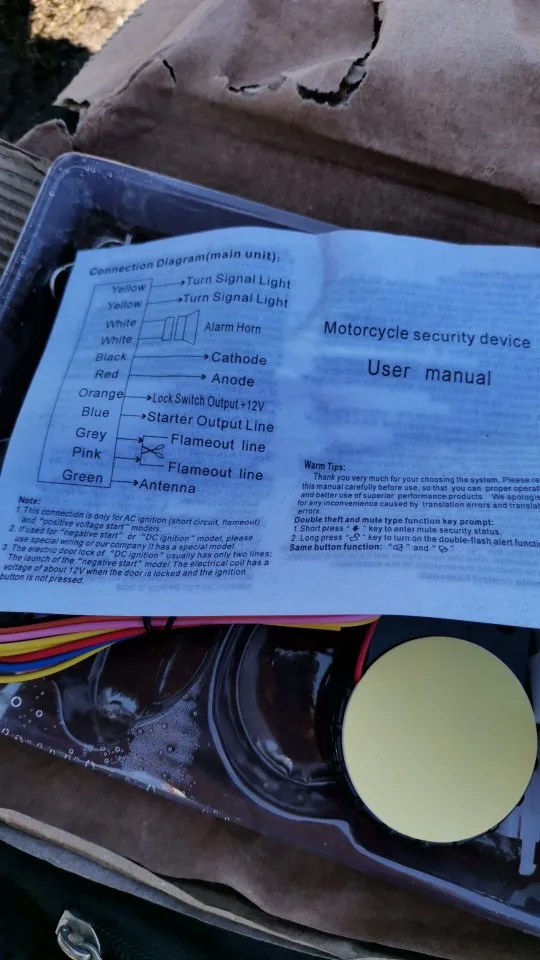 Connection Diagram(main unit):
Yellow Turn Signal Light
Yellow Turn Signal Light
White
White Alarm Horn
Black Cathode
Red Anode
Orange Lock Switch Output +12V
Blue Starter Output Line
Grey Flameout line
Pink Flameout line
Green Antenna
Note:
1. This connection is only for AC ignition (short circuit, flameout)
and "positive voltage start" models.
2. If used for "negative start" or "DC ignition" model, please
use special wiring or our company It has a special model.
3. The electric door lock of "DC ignition" usually has only two lines;
The launch of the "negative start" model. The electrical coil has a
voltage of about 12V when the door is locked and the ignition
button is not pressed.
Motorcycle security device
User manual
Warm Tips:
Thank you very much for your choosing the system. Please re
this manual carefully before use, so that you can proper operat
and better use of superior performance products. We apologis
for any inconvenience caused by translation errors and translat
errors
Double theft and mute type function key prompt:
1. Short press " " key to enter mute security status.
2. Long press " " key to turn on the double-flash alert functi
Same button function: " " and " "